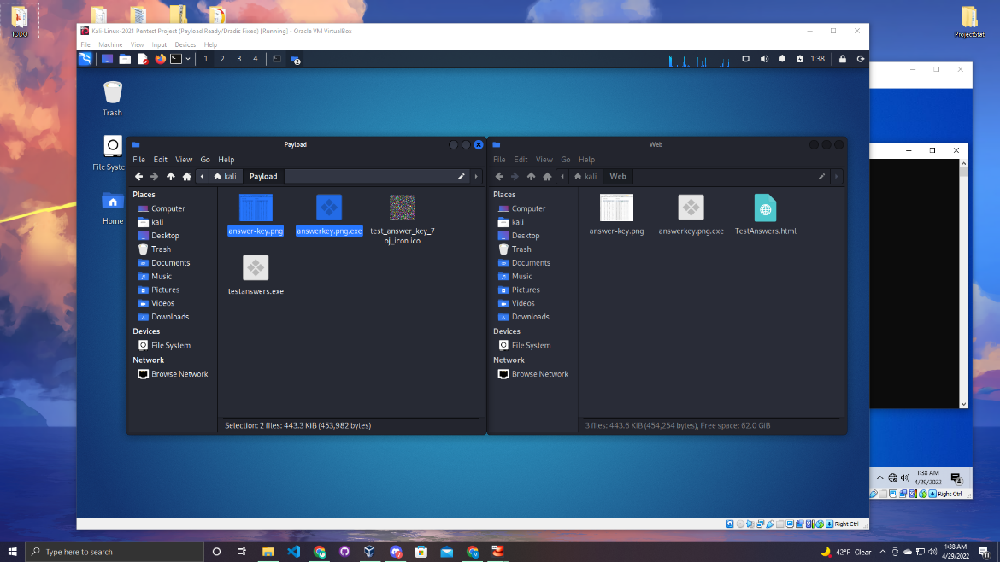 TODO
ProjectStat
Kali-Linux-2021 Pentest Project (Payload Ready/Dradis Fixed) [Running] - Oracle VM VirtualBox
File Machine View Input Devices Help
1 2 3 4
2
1:38
Trash
File System
Home
Payload
File Edit View Go Help
kali Payload
Places
Computer
kali
Desktop
Trash
Documents
Music
Pictures
Videos
Downloads
Devices
File System
Network
Browse Network
answer-key.png
answerkey.png.exe
test_answer_key_7
oj_icon.ico
testanswers.exe
Selection: 2 files: 443.3 KiB (453,982 bytes)
Web
File Edit View Go Help
kali Web
Places
Computer
kali
Desktop
Trash
Documents
Music
Pictures
Videos
Downloads
Devices
File System
Network
Browse Network
answer-key.png
answerkey.png.exe
TestAnswers.html
3 files: 443.6 KiB (454,254 bytes), Free space: 62.0 GiB
1:38 AM
4/29/2022
4
Right Ctrl
Right Ctrl
Type here to search
42°F Clear
1:38 AM
4/29/2022
11